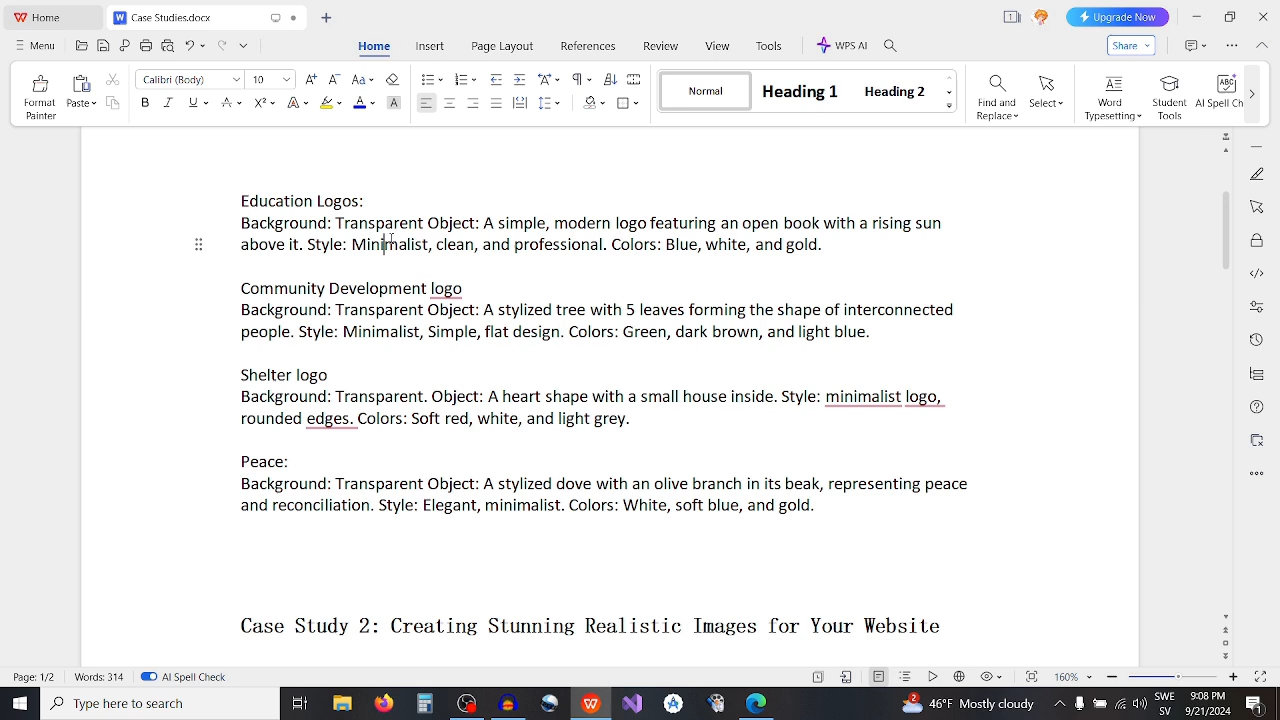 Home
Case Studies.docx
Upgrade Now
Menu
Home
Insert
Page Layout
References
Review
View
Tools
WPS AI
Share
Format Painter
Paste
Calibri (Body)
10
Normal
Heading 1
Heading 2
Find and Replace
Select
Word Typesetting
Student Tools
AI Spell Ch
Education Logos:
Background: Transparent Object: A simple, modern logo featuring an open book with a rising sun
above it. Style: Minimalist, clean, and professional. Colors: Blue, white, and gold.
Community Development logo
Background: Transparent Object: A stylized tree with 5 leaves forming the shape of interconnected
people. Style: Minimalist, Simple, flat design. Colors: Green, dark brown, and light blue.
Shelter logo
Background: Transparent. Object: A heart shape with a small house inside. Style: minimalist logo,
rounded edges. Colors: Soft red, white, and light grey.
Peace:
Background: Transparent Object: A stylized dove with an olive branch in its beak, representing peace
and reconciliation. Style: Elegant, minimalist. Colors: White, soft blue, and gold.
Case Study 2: Creating Stunning Realistic Images for Your Website
Page: 1/2
Words: 314
AI Spell Check
160%
Type here to search
2
46°F Mostly cloudy
SWE
SV
9:08 PM
9/21/2024